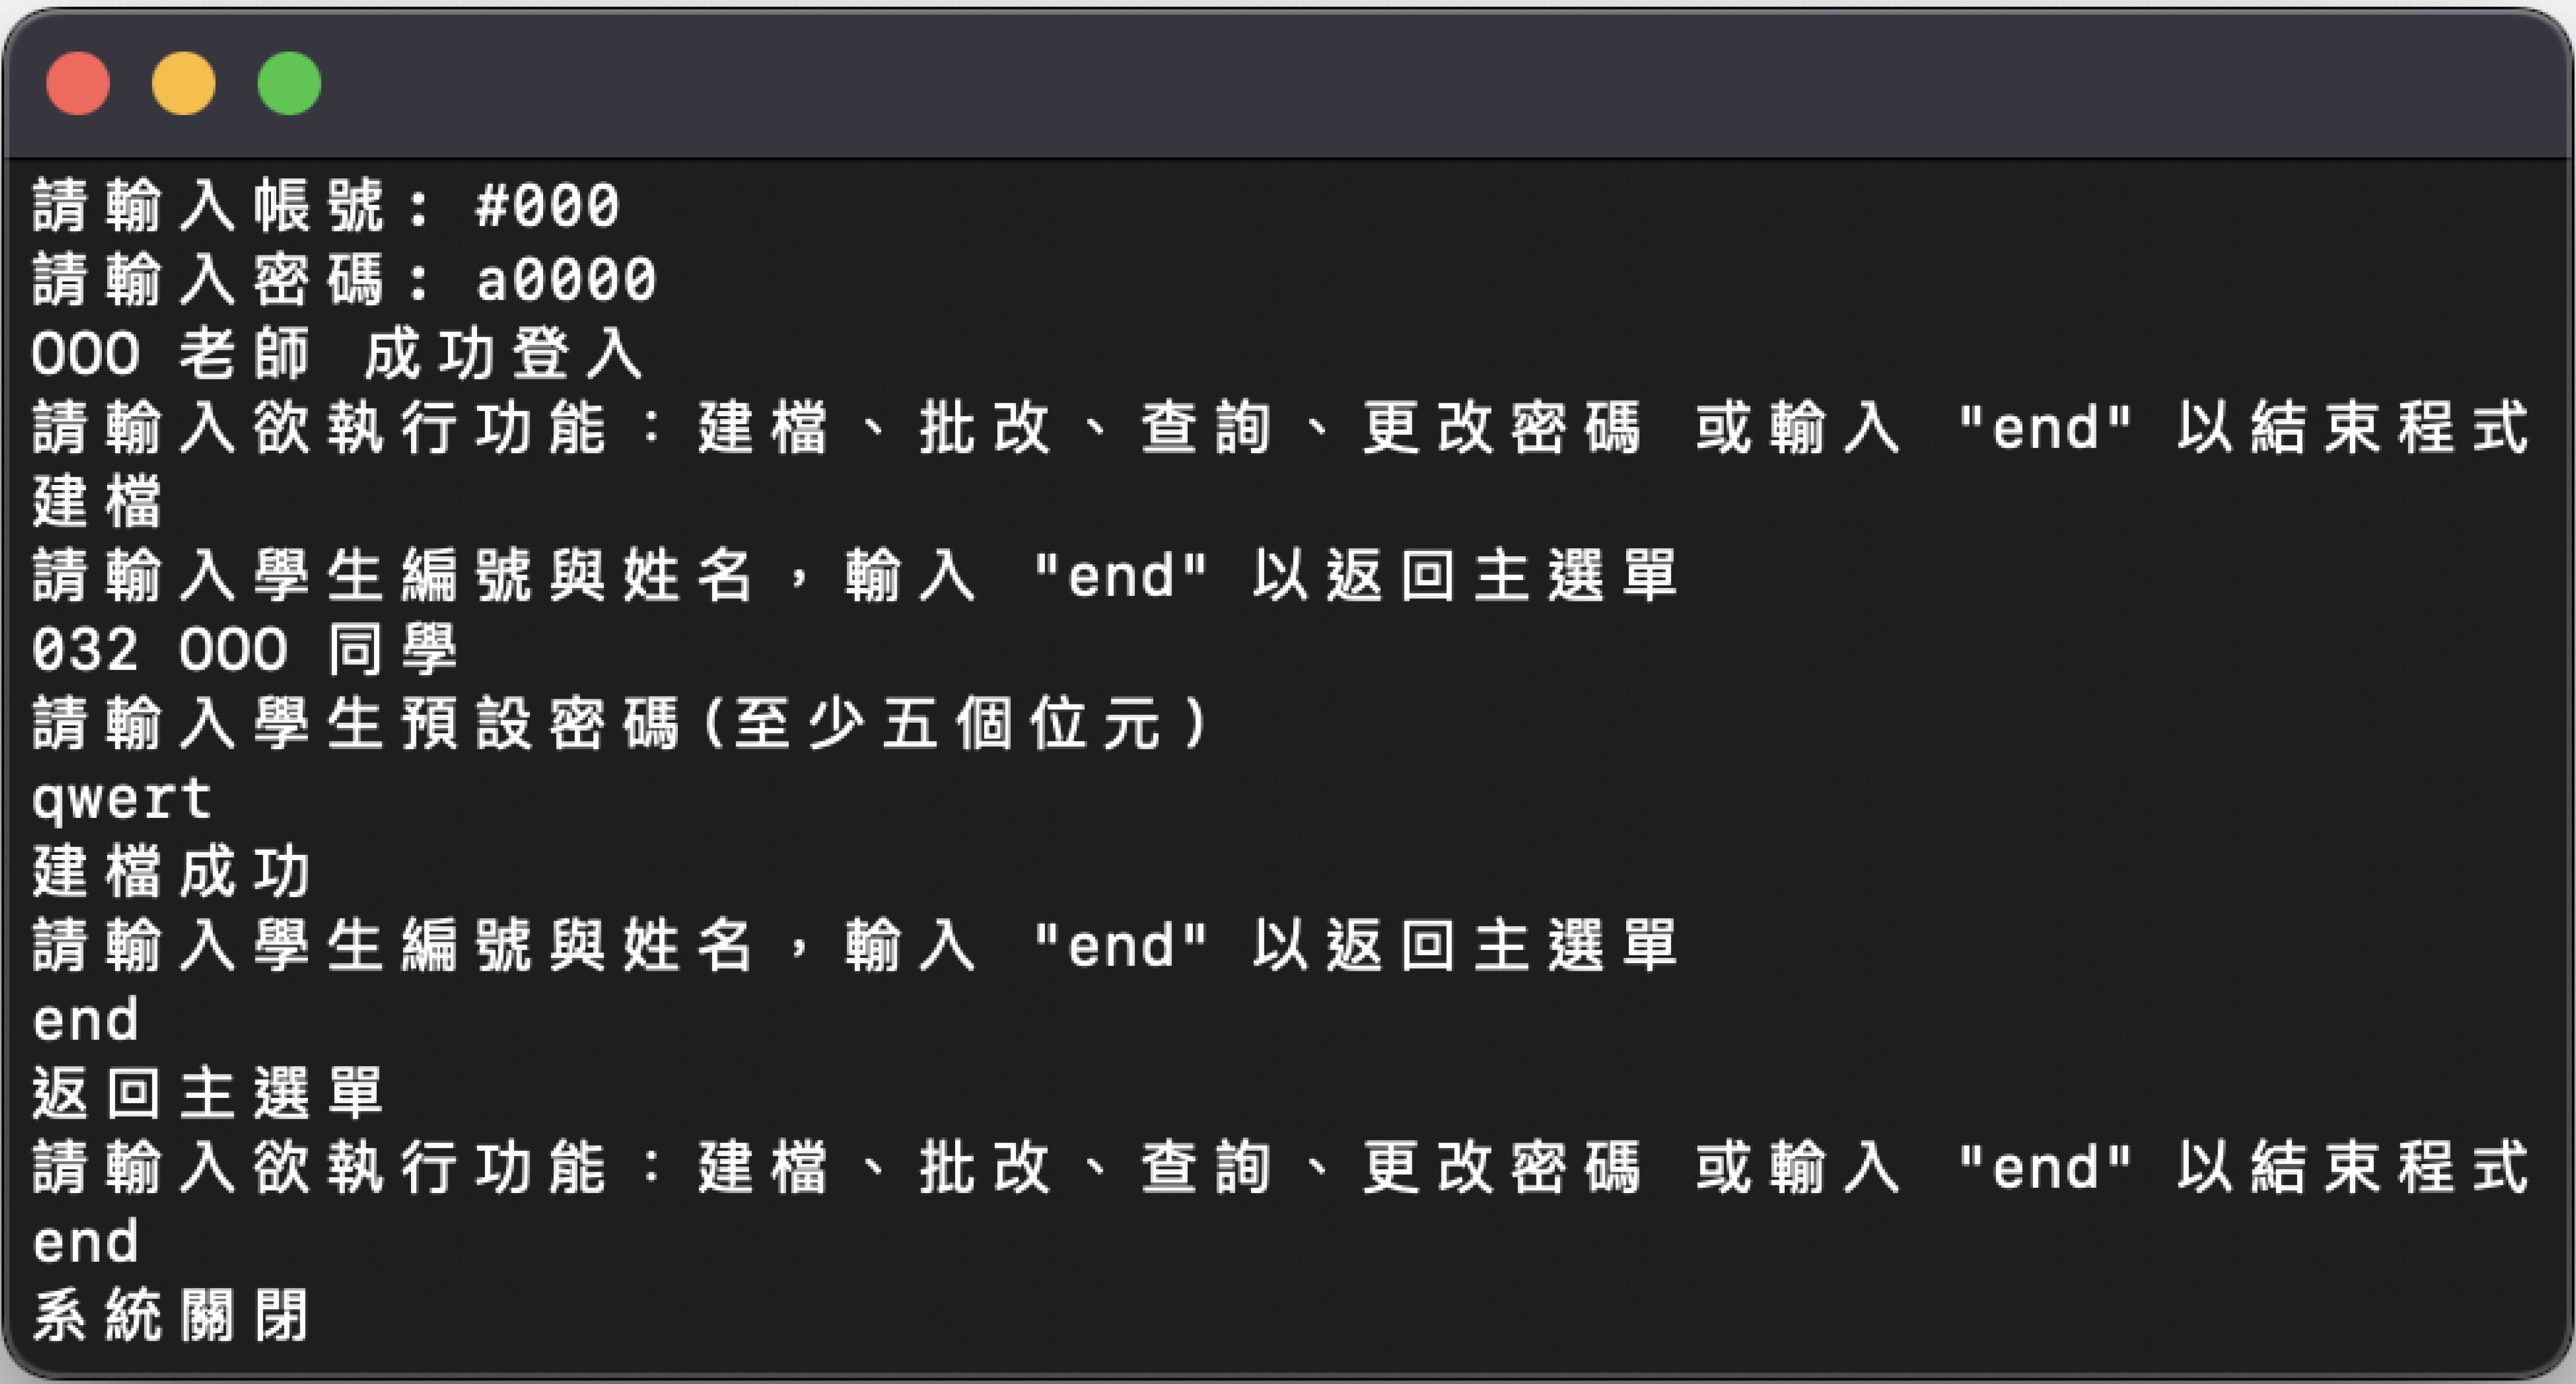 請輸入帳號: #000
請輸入密碼: a0000
OOO 老師 成功登入
請輸入欲執行功能：建檔、批改、查詢、更改密碼 或輸入 "end" 以結束程式
建檔
請輸入學生編號與姓名，輸入 "end" 以返回主選單
032 OOO 同學
請輸入學生預設密碼(至少五個位元)
qwert
建檔成功
請輸入學生編號與姓名，輸入 "end" 以返回主選單
end
返回主選單
請輸入欲執行功能：建檔、批改、查詢、更改密碼 或輸入 "end" 以結束程式
end
系統關閉